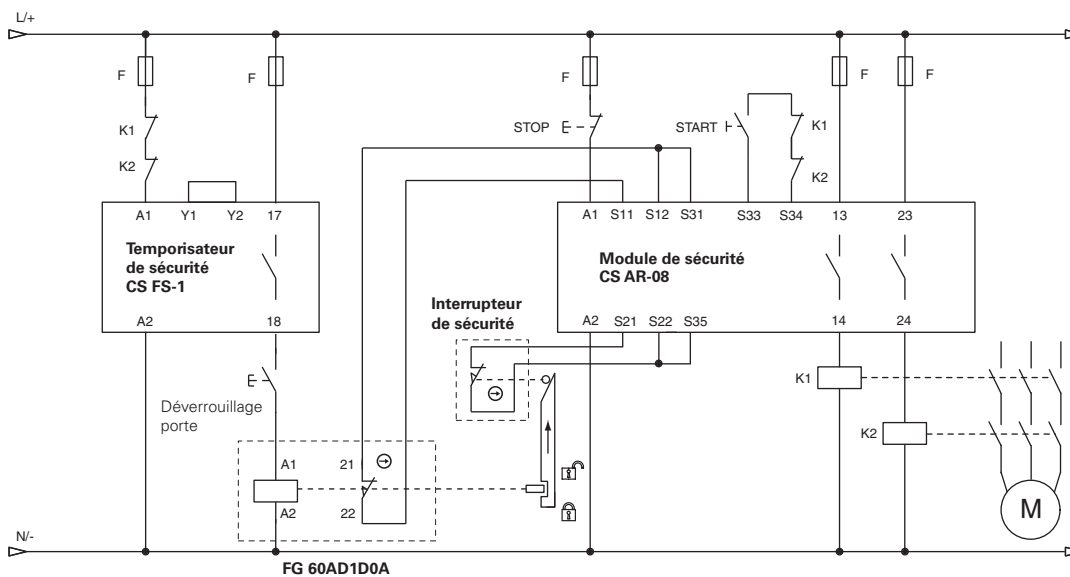 L/+
F
F
F
F
F
K1
K2
STOP
START
K1
K2
A1
Y1
Y2
17
A1
S11
S12
S31
S33
S34
13
23
Temporisateur
de sécurité
CS FS-1
Module de sécurité
CS AR-08
A2
18
Interrupteur
de sécurité
A2
S21
S22
S35
14
24
K1
K2
Déverrouillage
porte
A1
21
A2
22
M
N/-
FG 60AD1D0A